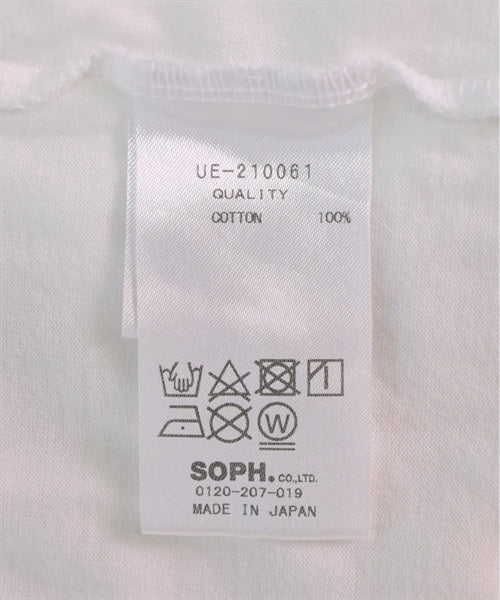 UE-210061
QUALITY
COTTON 100%
W
SOPH. CO.,LTD.
0120-207-019
MADE IN JAPAN